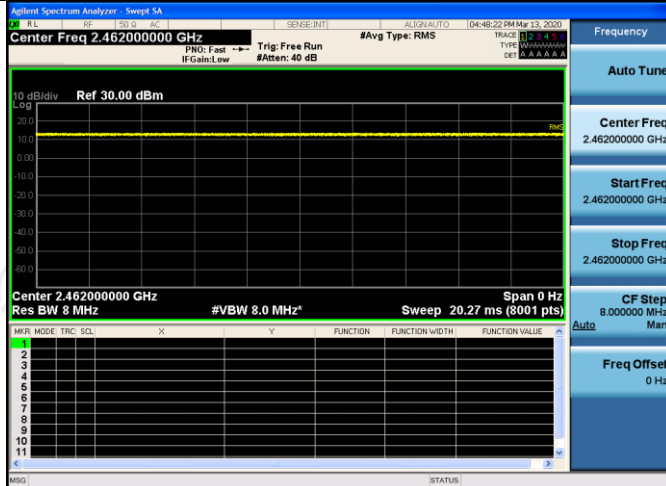 Agilent Spectrum Analyzer - Swept SA
RL RF 50 Ω AC SENSE:INT ALIGNAUTO 04:48:22 PM Mar 13, 2020
Center Freq 2.462000000 GHz
PNO: Fast
IFGain:Low
Trig: Free Run
#Atten: 40 dB
#Avg Type: RMS
TRACE 1 2 3 4 5 6
TYPE
DET A A A A A A
10 dB/div
Log
Ref 30.00 dBm
20.0
10.0
0.00
-10.0
-20.0
-30.0
-40.0
-50.0
-60.0
RMS
Center 2.462000000 GHz
Span 0 Hz
Res BW 8 MHz
#VBW 8.0 MHz*
Sweep 20.27 ms (8001 pts)
MKR MODE TRC SCL X Y FUNCTION FUNCTION WIDTH FUNCTION VALUE
1
2
3
4
5
6
7
8
9
10
11
MSG
STATUS
Frequency
Auto Tune
Center Freq
2.462000000 GHz
Start Freq
2.462000000 GHz
Stop Freq
2.462000000 GHz
CF Step
8.000000 MHz
Auto Man
Freq Offset
0 Hz